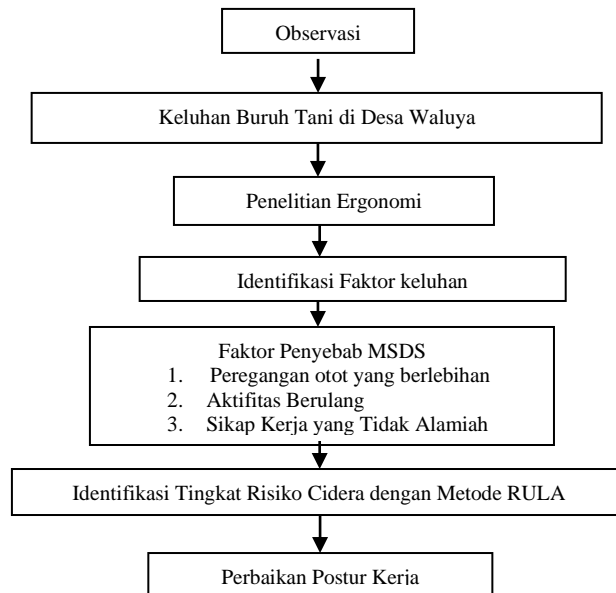 Observasi
Keluhan Buruh Tani di Desa Waluya
Penelitian Ergonomi
Identifikasi Faktor keluhan
Faktor Penyebab MSDS
1. Peregangan otot yang berlebihan
2. Aktifitas Berulang
3. Sikap Kerja yang Tidak Alamiah
Identifikasi Tingkat Risiko Cidera dengan Metode RULA
Perbaikan Postur Kerja